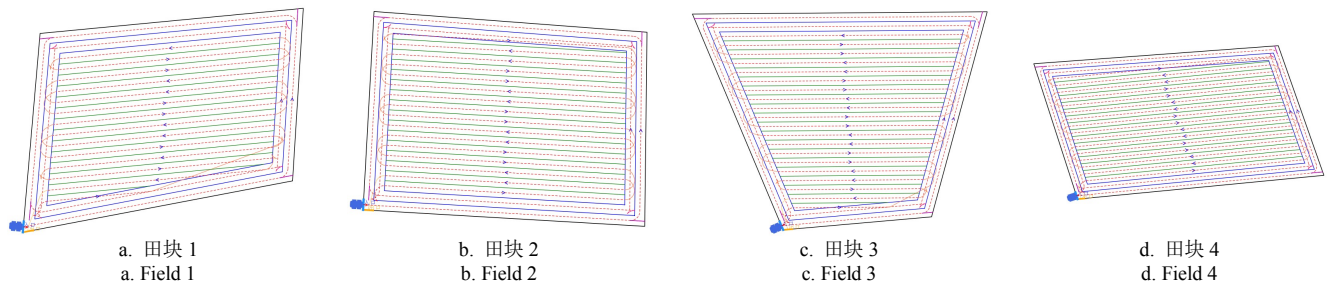 a. 田块 1
a. Field 1
b. 田块 2
b. Field 2
c. 田块 3
c. Field 3
d. 田块 4
d. Field 4